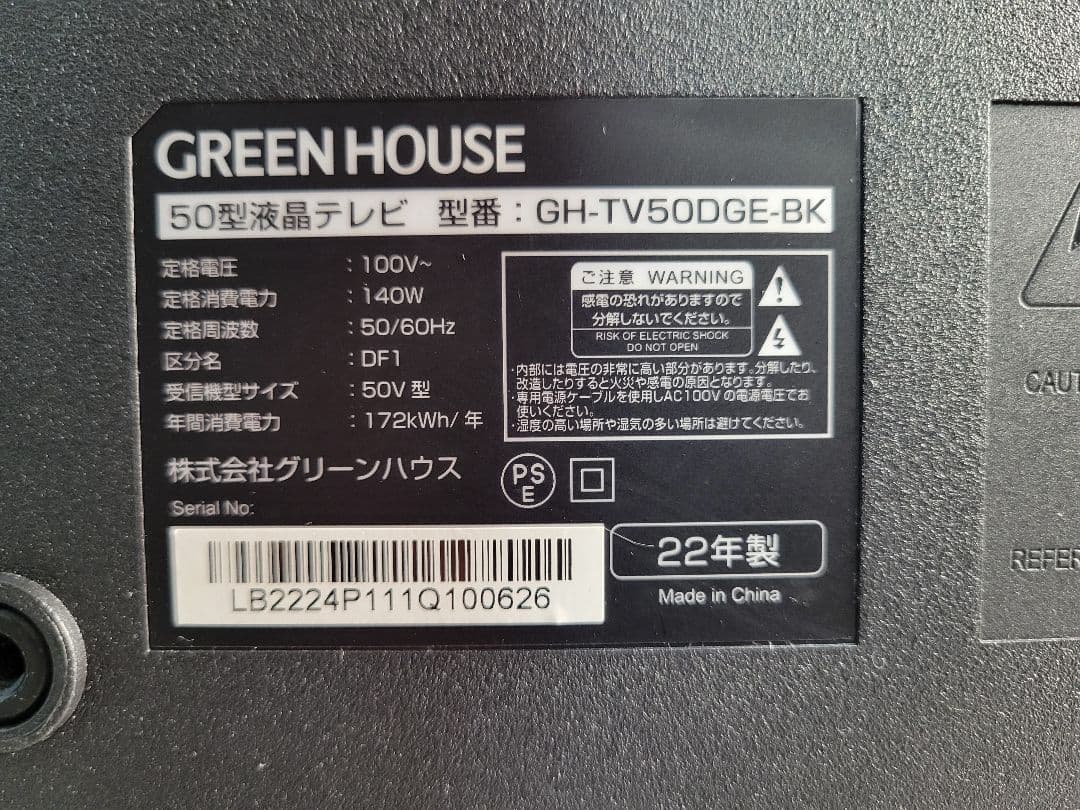 GREEN HOUSE
50型液晶テレビ 型番：GH-TV50DGE-BK
定格電圧 ：100V~
定格消費電力 ：140W
定格周波数 ：50/60Hz
区分名 ：DF1
受信機型サイズ ：50V 型
年間消費電力 ：172kWh/年
ご注意 WARNING
感電の恐れがありますので
分解しないでください。
RISK OF ELECTRIC SHOCK
DO NOT OPEN
・内部には電圧の非常に高い部分があります。分解したり、
改造したりすると火災や感電の原因となります。
・専用電源ケーブルを使用しAC100Vの電源電圧でお
使いください。
・湿度の高い場所や湿気の多い場所は避けてください。
株式会社グリーンハウス
PS
E
Serial No:
LB2224P111Q100626
22年製
Made in China
CAUT
REFER